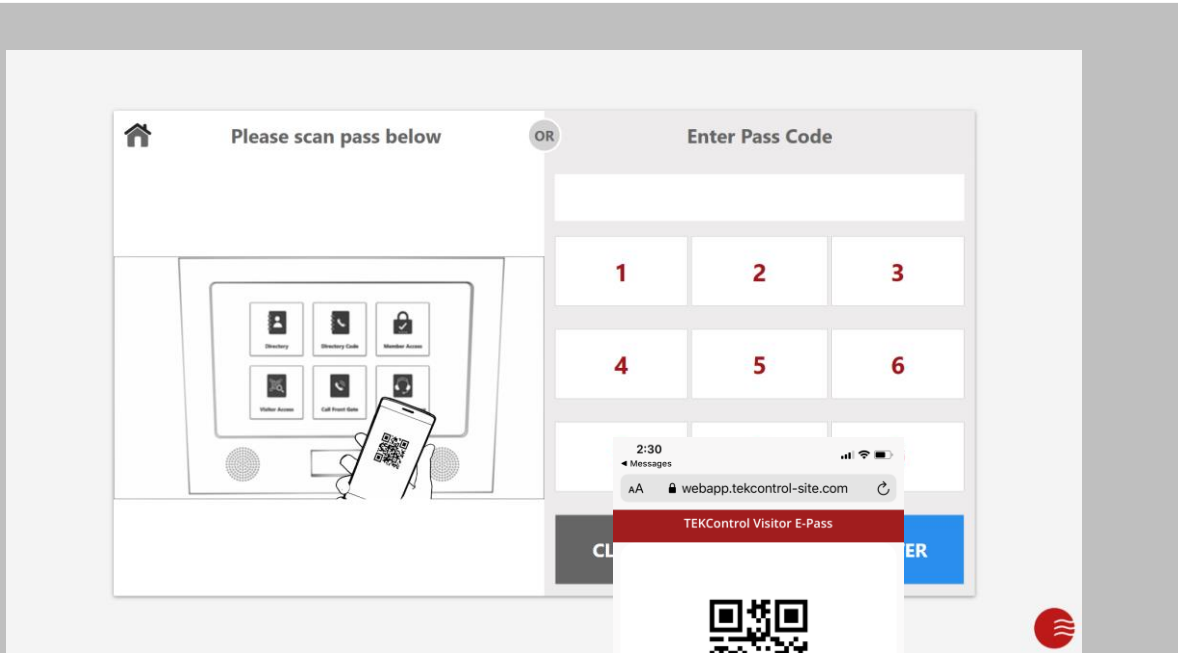 Please scan pass below
OR
Enter Pass Code
1 2 3
4 5 6
Directory
Directory Code
Member Access
Visitor Access
Call Front Gate
2:30
◄ Messages
AA webapp.tekcontrol-site.com
TEKControl Visitor E-Pass
CL
ER